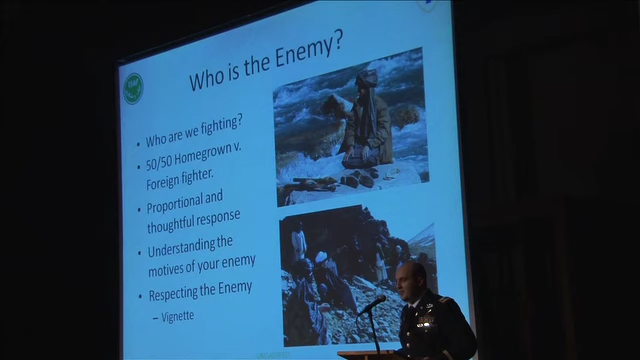 Who is the Enemy?
ISAF
• Who are we fighting?
• 50/50 Homegrown v.
Foreign fighter.
• Proportional and
thoughtful response
• Understanding the
motives of your enemy
• Respecting the Enemy
– Vignette